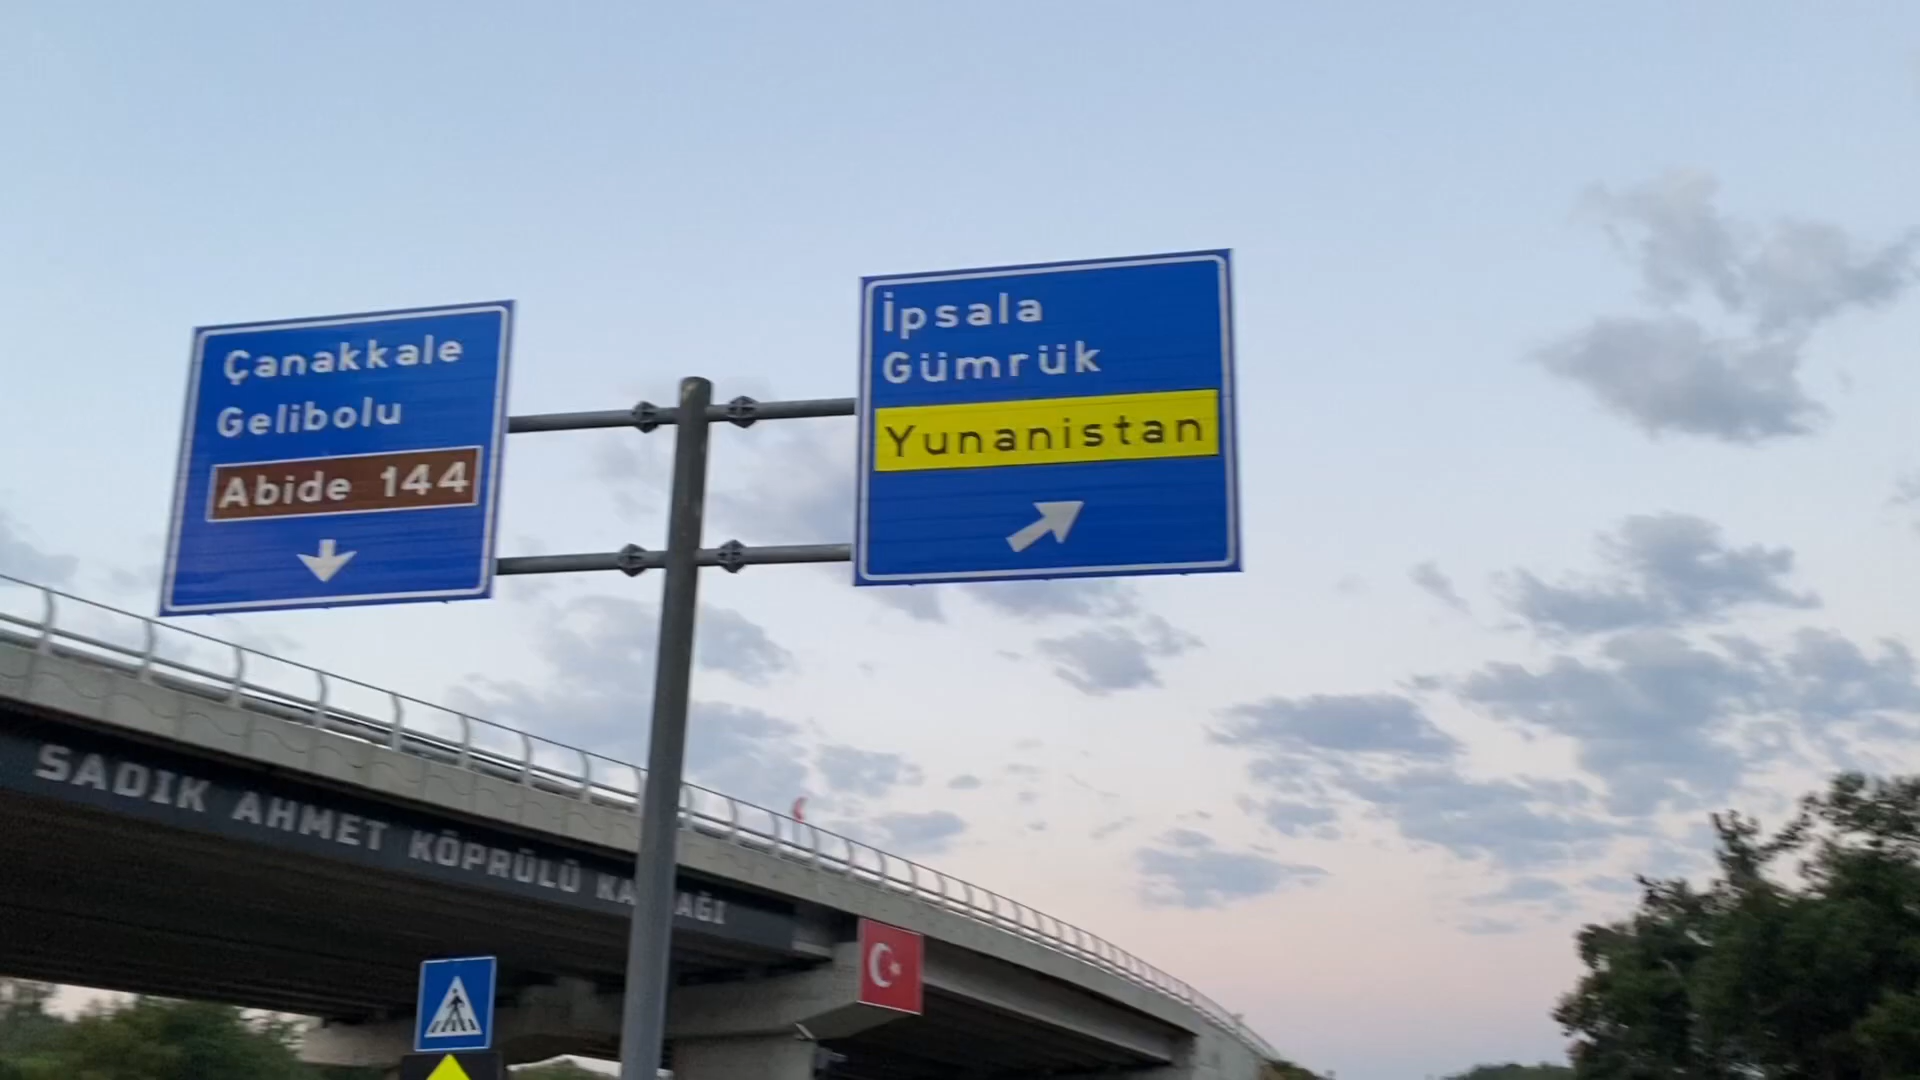 Çanakkale
Gelibolu
Abide 144
İpsala
Gümrük
Yunanistan
SADIK AHMET KÖPRÜLÜ